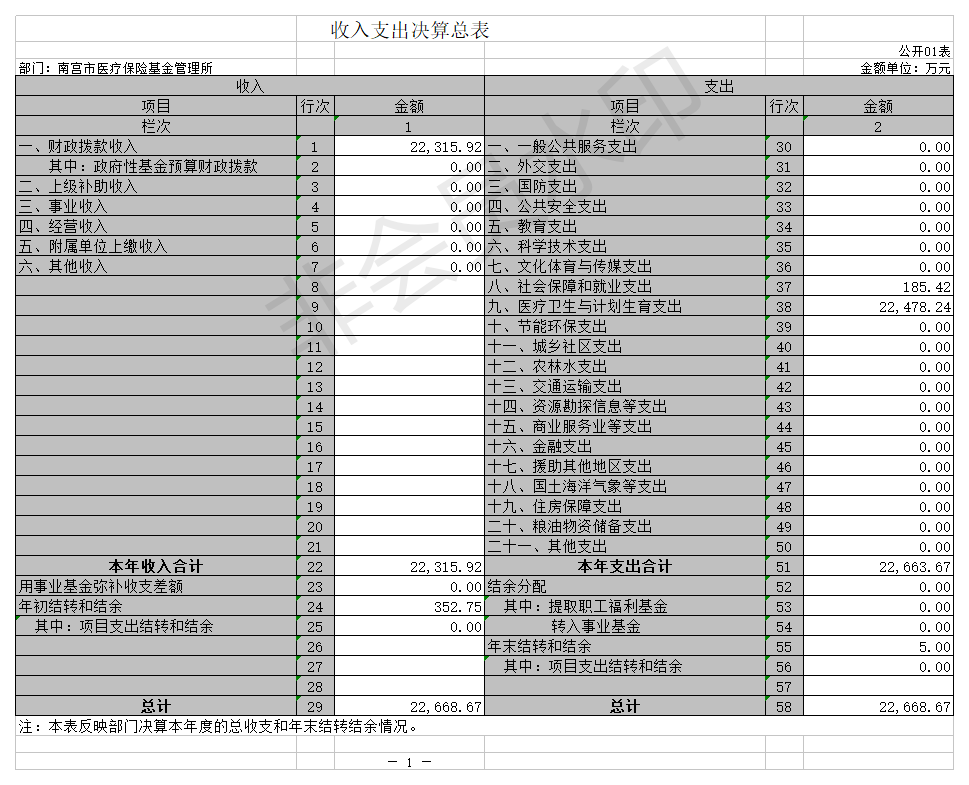 收入支出决算总表
公开01表
部门：南宫市医疗保险基金管理所 金额单位：万元
收入 支出
项目 行次 金额 项目 行次 金额
栏次 1 栏次 2
一、财政拨款收入 1 22,315.92 一、一般公共服务支出 30 0.00
其中：政府性基金预算财政拨款 2 0.00 二、外交支出 31 0.00
二、上级补助收入 3 0.00 三、国防支出 32 0.00
三、事业收入 4 0.00 四、公共安全支出 33 0.00
四、经营收入 5 0.00 五、教育支出 34 0.00
五、附属单位上缴收入 6 0.00 六、科学技术支出 35 0.00
六、其他收入 7 0.00 七、文化体育与传媒支出 36 0.00
8 八、社会保障和就业支出 37 185.42
9 九、医疗卫生与计划生育支出 38 22,478.24
10 十、节能环保支出 39 0.00
11 十一、城乡社区支出 40 0.00
12 十二、农林水支出 41 0.00
13 十三、交通运输支出 42 0.00
14 十四、资源勘探信息等支出 43 0.00
15 十五、商业服务业等支出 44 0.00
16 十六、金融支出 45 0.00
17 十七、援助其他地区支出 46 0.00
18 十八、国土海洋气象等支出 47 0.00
19 十九、住房保障支出 48 0.00
20 二十、粮油物资储备支出 49 0.00
21 二十一、其他支出 50 0.00
本年收入合计 22 22,315.92 本年支出合计 51 22,663.67
用事业基金弥补收支差额 23 0.00 结余分配 52 0.00
年初结转和结余 24 352.75 其中：提取职工福利基金 53 0.00
其中：项目支出结转和结余 25 0.00 转入事业基金 54 0.00
26 年末结转和结余 55 5.00
27 其中：项目支出结转和结余 56 0.00
28 57
总计 29 22,668.67 总计 58 22,668.67
注：本表反映部门决算本年度的总收支和年末结转结余情况。
— 1 —
非会员水印